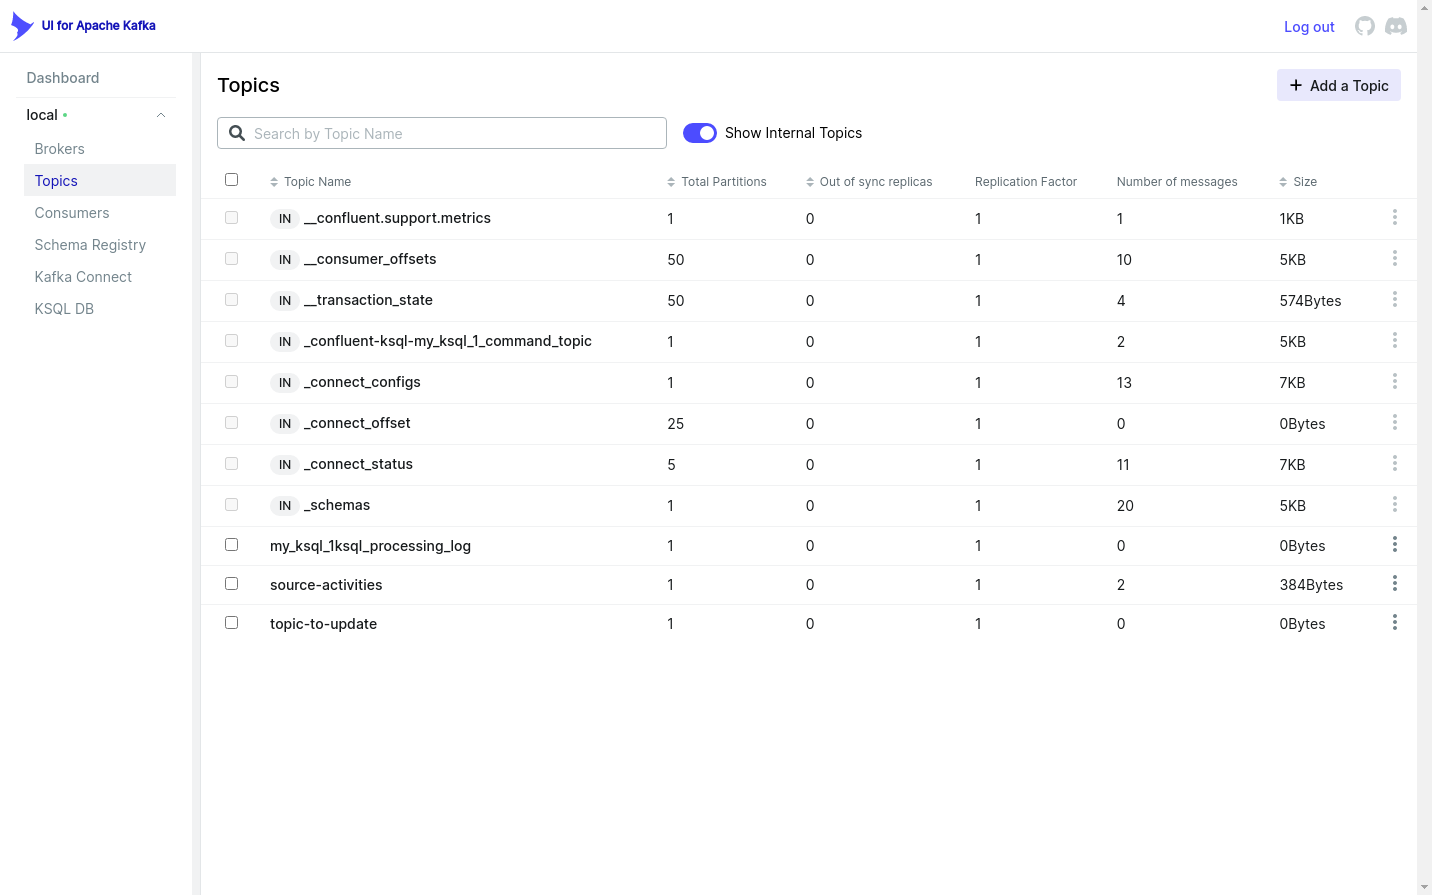 UI for Apache Kafka
Log out
Dashboard
local
Brokers
Topics
Consumers
Schema Registry
Kafka Connect
KSQL DB
Topics
Add a Topic
Search by Topic Name
Show Internal Topics
Topic Name Total Partitions Out of sync replicas Replication Factor Number of messages Size
IN __confluent.support.metrics 1 0 1 1 1KB
IN __consumer_offsets 50 0 1 10 5KB
IN __transaction_state 50 0 1 4 574Bytes
IN _confluent-ksql-my_ksql_1_command_topic 1 0 1 2 5KB
IN _connect_configs 1 0 1 13 7KB
IN _connect_offset 25 0 1 0 0Bytes
IN _connect_status 5 0 1 11 7KB
IN _schemas 1 0 1 20 5KB
my_ksql_1ksql_processing_log 1 0 1 0 0Bytes
source-activities 1 0 1 2 384Bytes
topic-to-update 1 0 1 0 0Bytes